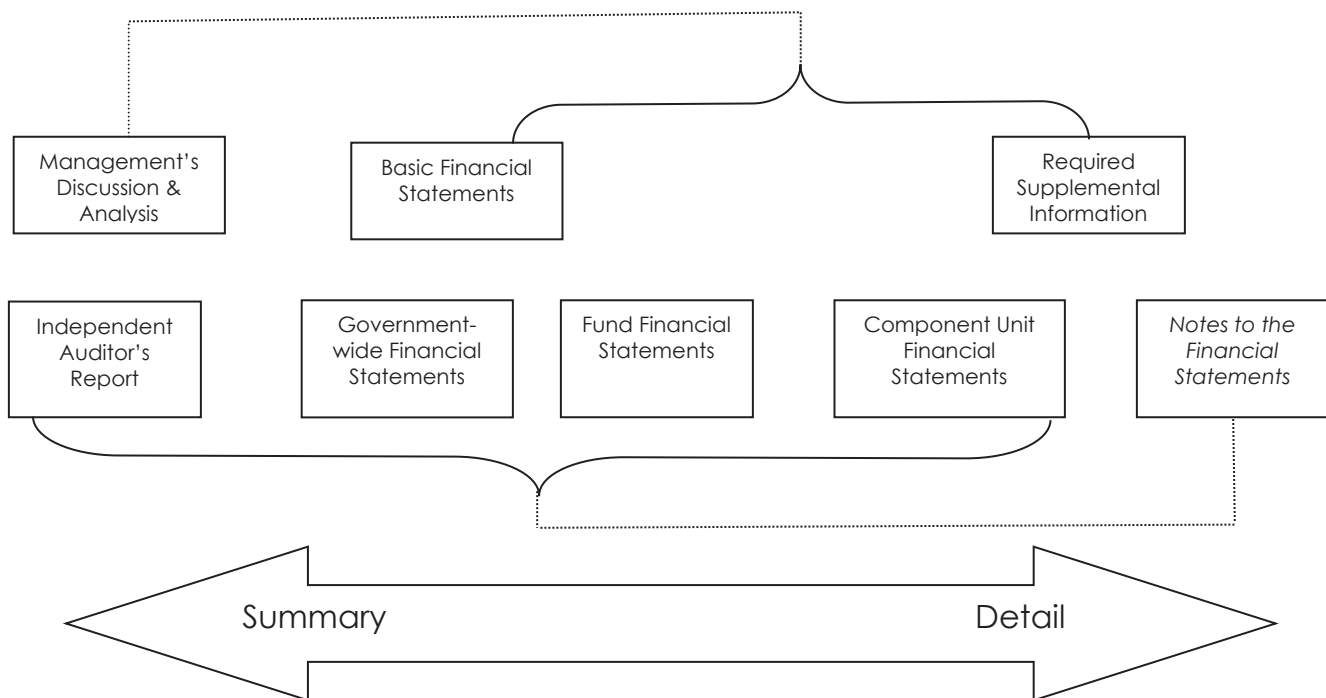 Management’s
Discussion &
Analysis
Basic Financial
Statements
Required
Supplemental
Information
Independent
Auditor’s
Report
Government-
wide Financial
Statements
Fund Financial
Statements
Component Unit
Financial
Statements
Notes to the
Financial
Statements
Summary
Detail